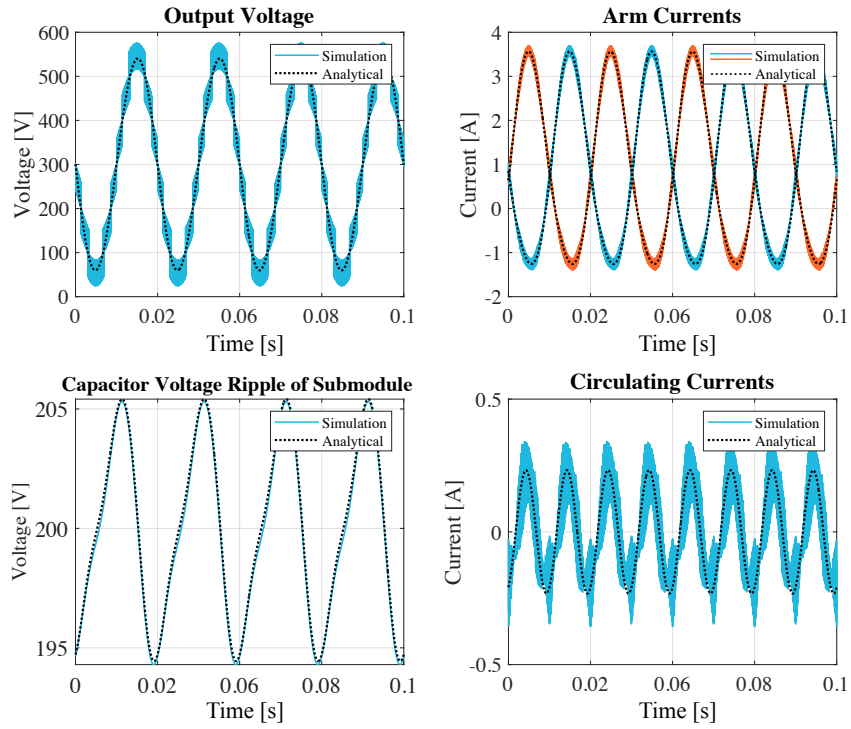 Output Voltage
600
500
400
300
200
100
0
Voltage [V]
Simulation
Analytical
0
0.02
0.04
0.06
0.08
0.1
Time [s]
Arm Currents
4
3
2
1
0
-1
-2
Current [A]
Simulation
Analytical
0
0.02
0.04
0.06
0.08
0.1
Time [s]
Capacitor Voltage Ripple of Submodule
205
200
195
Voltage [V]
Simulation
Analytical
0
0.02
0.04
0.06
0.08
0.1
Time [s]
Circulating Currents
0.5
0
-0.5
Current [A]
Simulation
Analytical
0
0.02
0.04
0.06
0.08
0.1
Time [s]